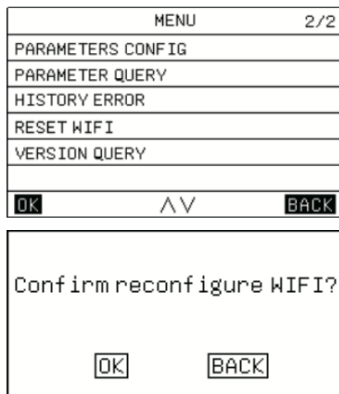 MENU 2/2
PARAMETERS CONFIG
PARAMETER QUERY
HISTORY ERROR
RESET WIFI
VERSION QUERY
OK ∧∨ BACK
Confirm reconfigure WIFI?
OK BACK